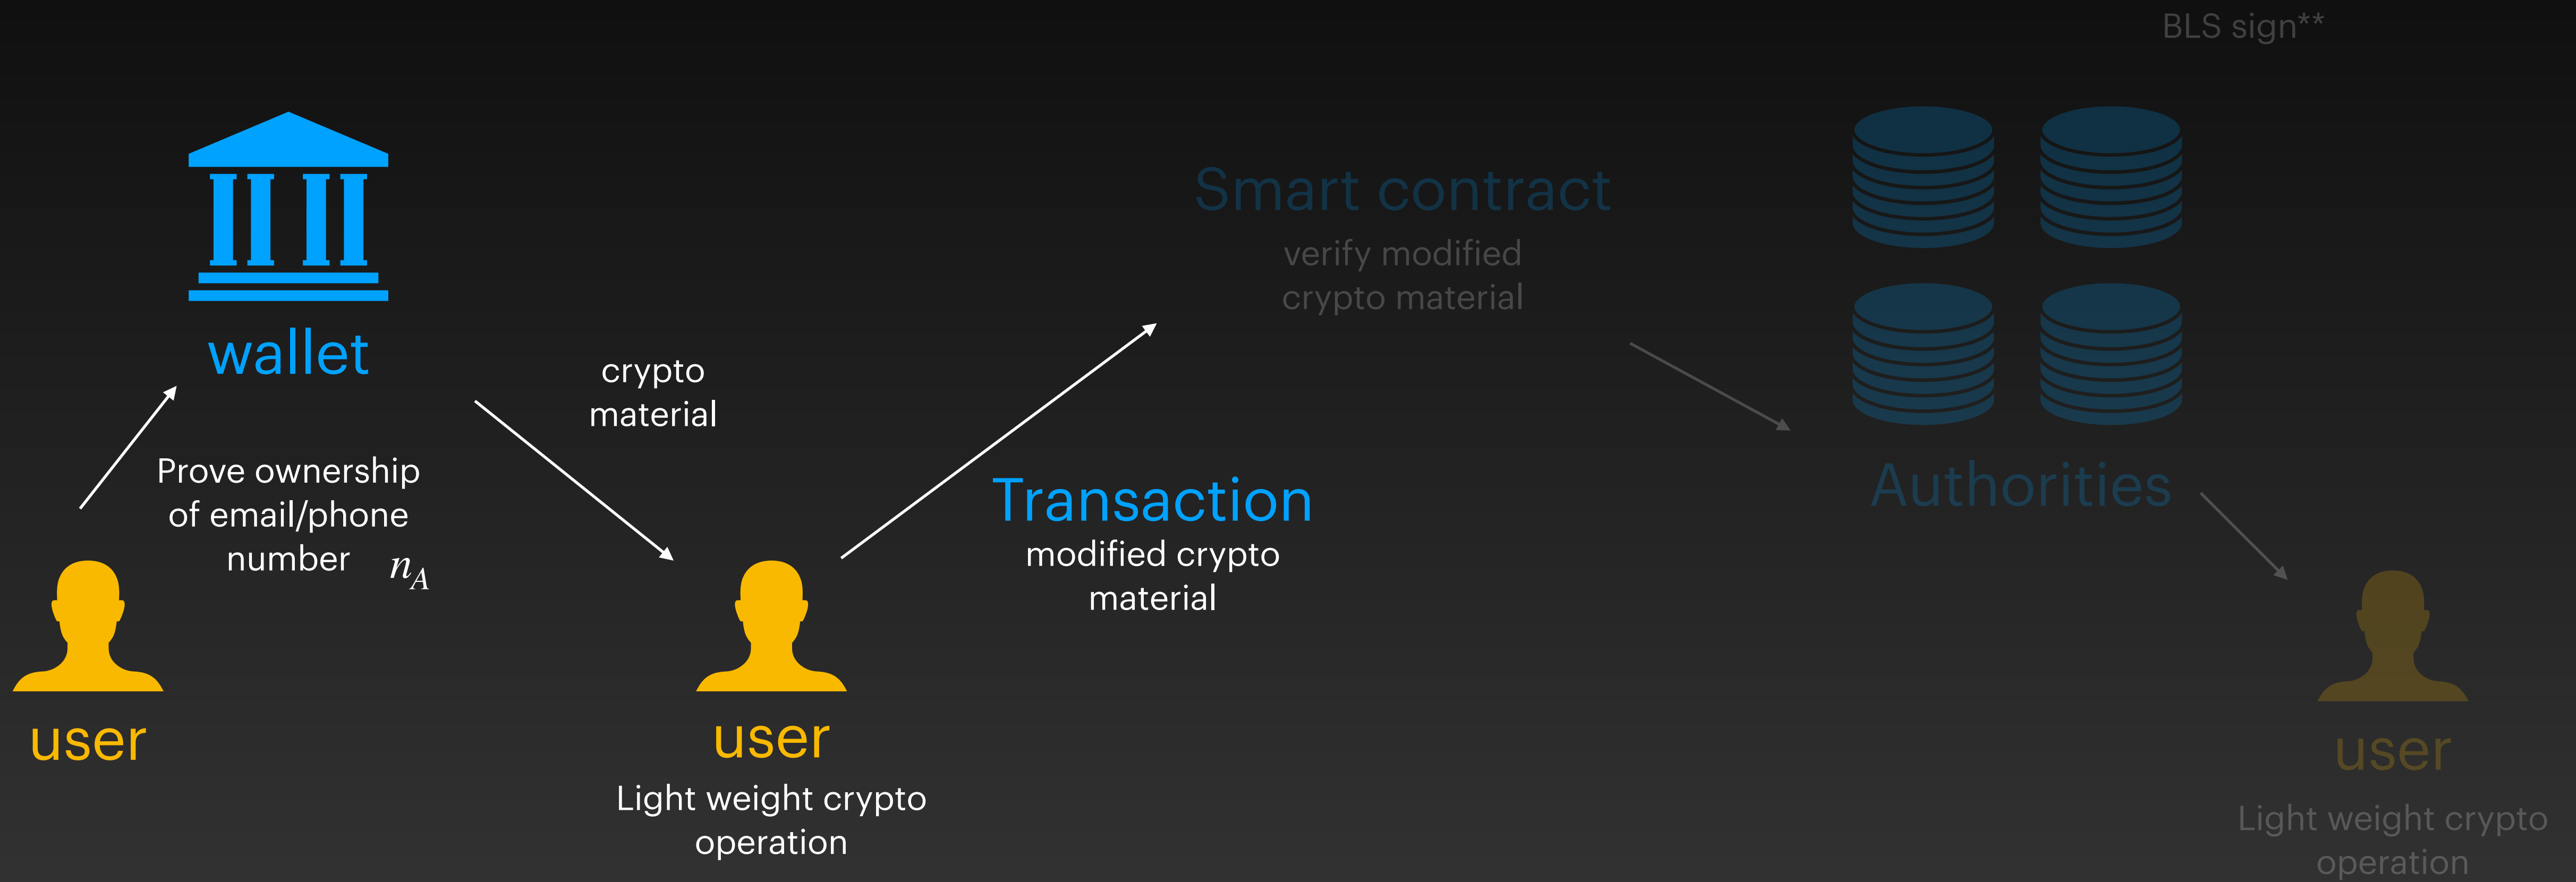 BLS sign**
wallet
Prove ownership
of email/phone
number n_A
user
crypto
material
user
Light weight crypto
operation
Transaction
modified crypto
material
Smart contract
verify modified
crypto material
Authorities
user
Light weight crypto
operation